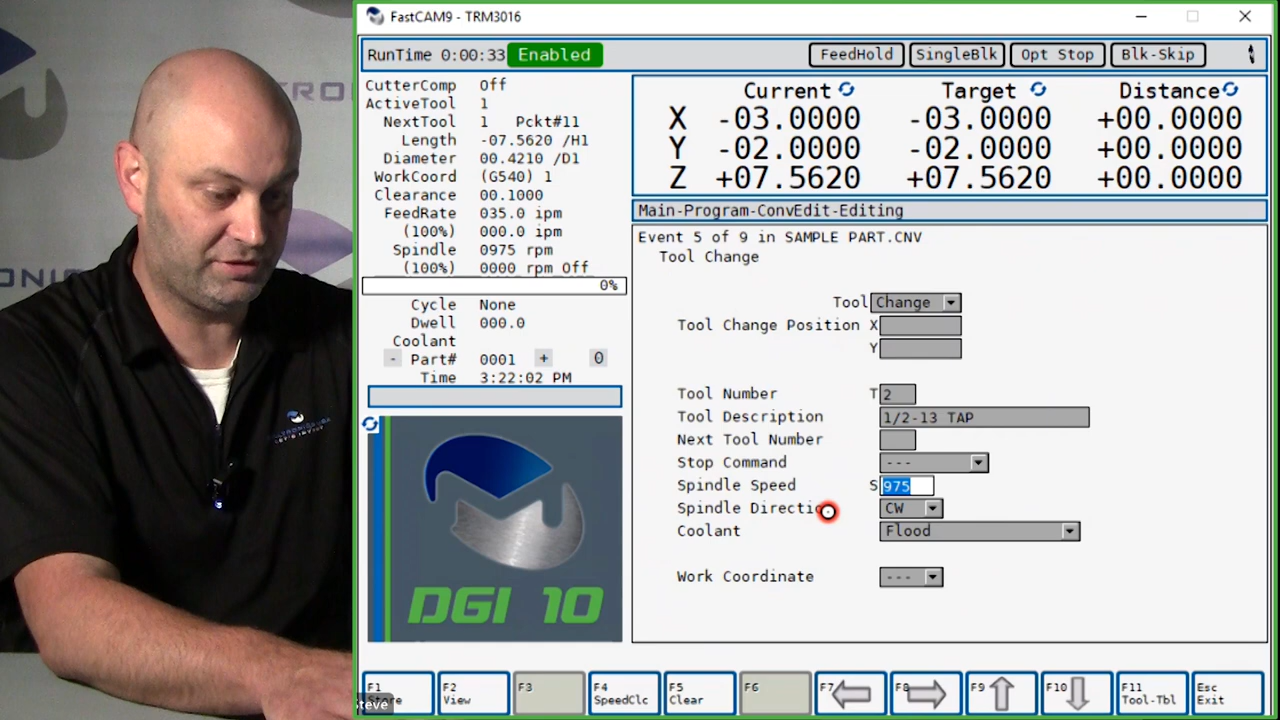 FastCAM9 - TRM3016
RunTime 0:00:33 Enabled
FeedHold SingleBlk Opt Stop Blk-Skip
CutterComp Off
ActiveTool 1
NextTool 1 Pckt#11
Length -07.5620 /H1
Diameter 00.4210 /D1
WorkCoord (G540) 1
Clearance 00.1000
FeedRate 035.0 ipm
(100%) 000.0 ipm
Spindle 0975 rpm
(100%) 0000 rpm Off
0%
Cycle None
Dwell 000.0
Coolant
- Part# 0001 + 0
Time 3:22:02 PM
DGI 10
Current Target Distance
X -03.0000 -03.0000 +00.0000
Y -02.0000 -02.0000 +00.0000
Z +07.5620 +07.5620 +00.0000
Main-Program-ConvEdit-Editing
Event 5 of 9 in SAMPLE PART.CNV
Tool Change
Tool Change
Tool Change Position X
Y
Tool Number T 2
Tool Description 1/2-13 TAP
Next Tool Number
Stop Command ---
Spindle Speed S 975
Spindle Direction CW
Coolant Flood
Work Coordinate ---
F1 Store
F2 View
F3
F4 SpeedClc
F5 Clear
F6
F7
F8
F9
F10
F11 Tool-Tbl
Esc Exit
Steve